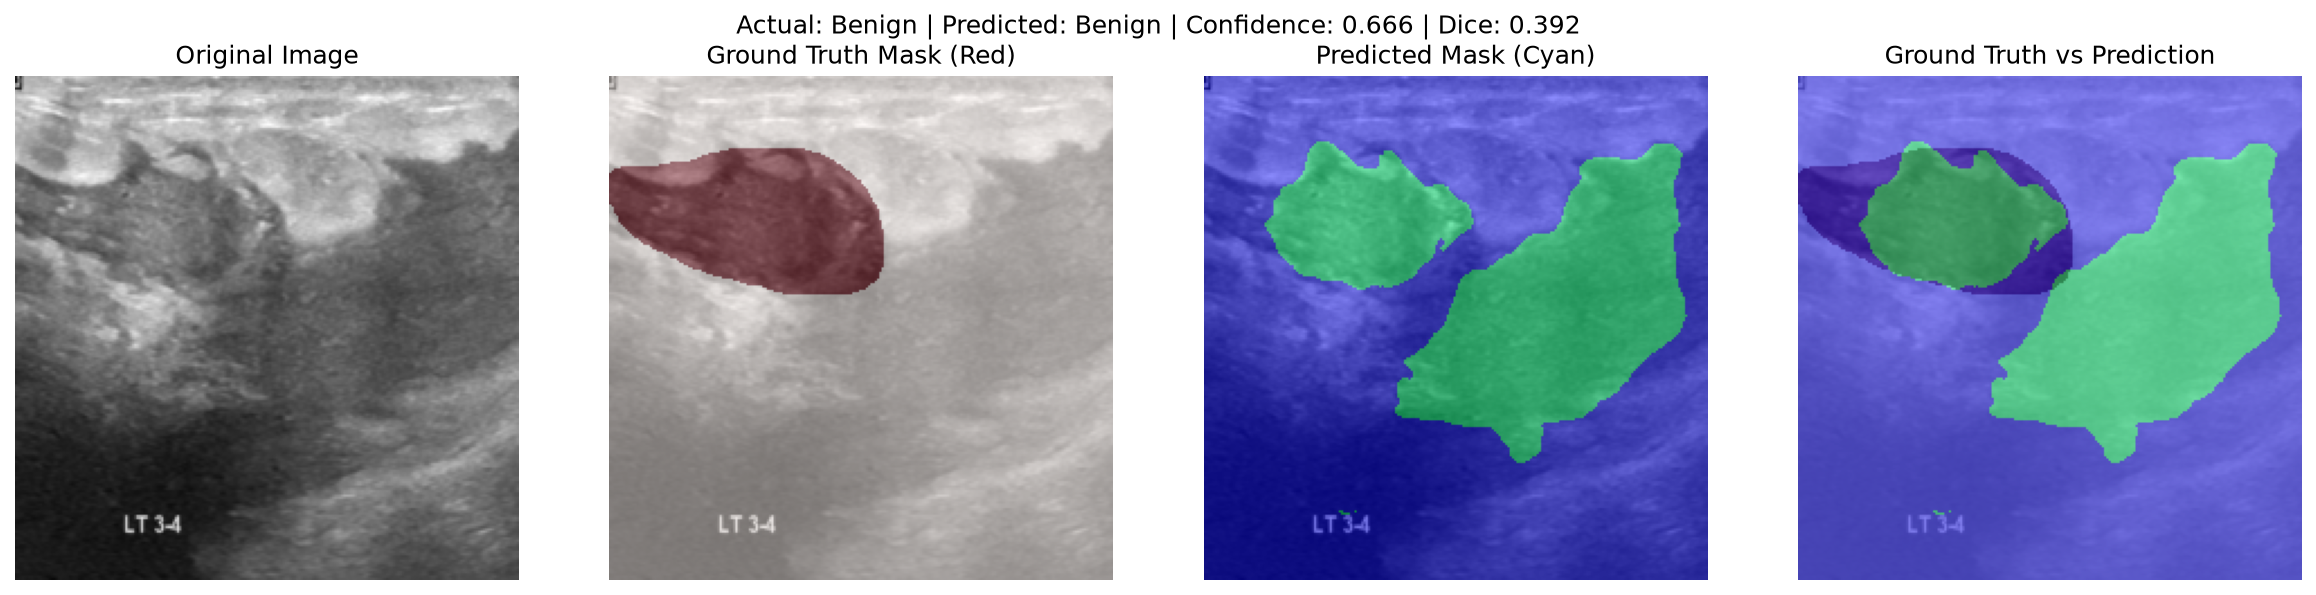 Actual: Benign | Predicted: Benign | Confidence: 0.666 | Dice: 0.392
Original Image
Ground Truth Mask (Red)
Predicted Mask (Cyan)
Ground Truth vs Prediction
LT 3-4
LT 3-4
LT 3-4
LT 3-4